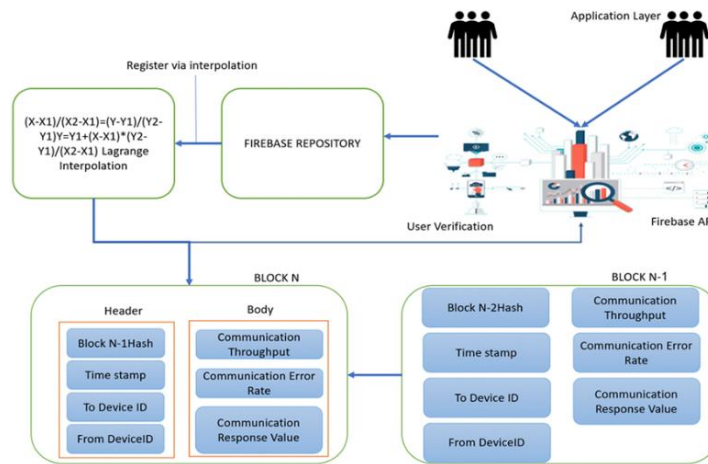 Application Layer
Register via interpolation
(X-X1)/(X2-X1)=(Y-Y1)/(Y2-
Y1)Y=Y1+(X-X1)*(Y2-
Y1)/(X2-X1) Lagrange
Interpolation
FIREBASE REPOSITORY
</>
User Verification
Firebase AP
BLOCK N
Header
Block N-1Hash
Time stamp
To Device ID
From DeviceID
Body
Communication
Throughput
Communication Error
Rate
Communication
Response Value
BLOCK N-1
Block N-2Hash
Time stamp
To Device ID
From DeviceID
Communication
Throughput
Communication Error
Rate
Communication
Response Value